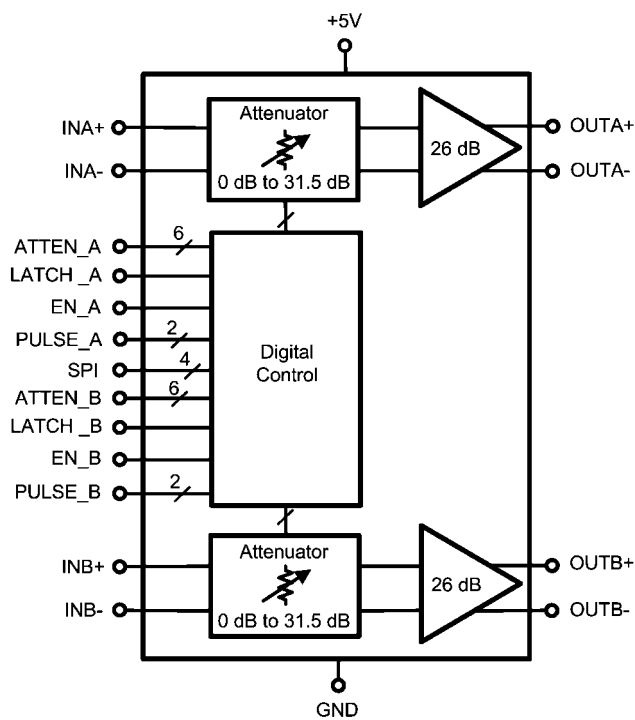 +5V
INA+
INA-
Attenuator
0 dB to 31.5 dB
26 dB
OUTA+
OUTA-
ATTEN_A
6
LATCH _A
EN_A
PULSE_A
2
SPI
4
ATTEN_B
6
LATCH _B
EN_B
PULSE_B
2
Digital
Control
INB+
INB-
Attenuator
0 dB to 31.5 dB
26 dB
OUTB+
OUTB-
GND